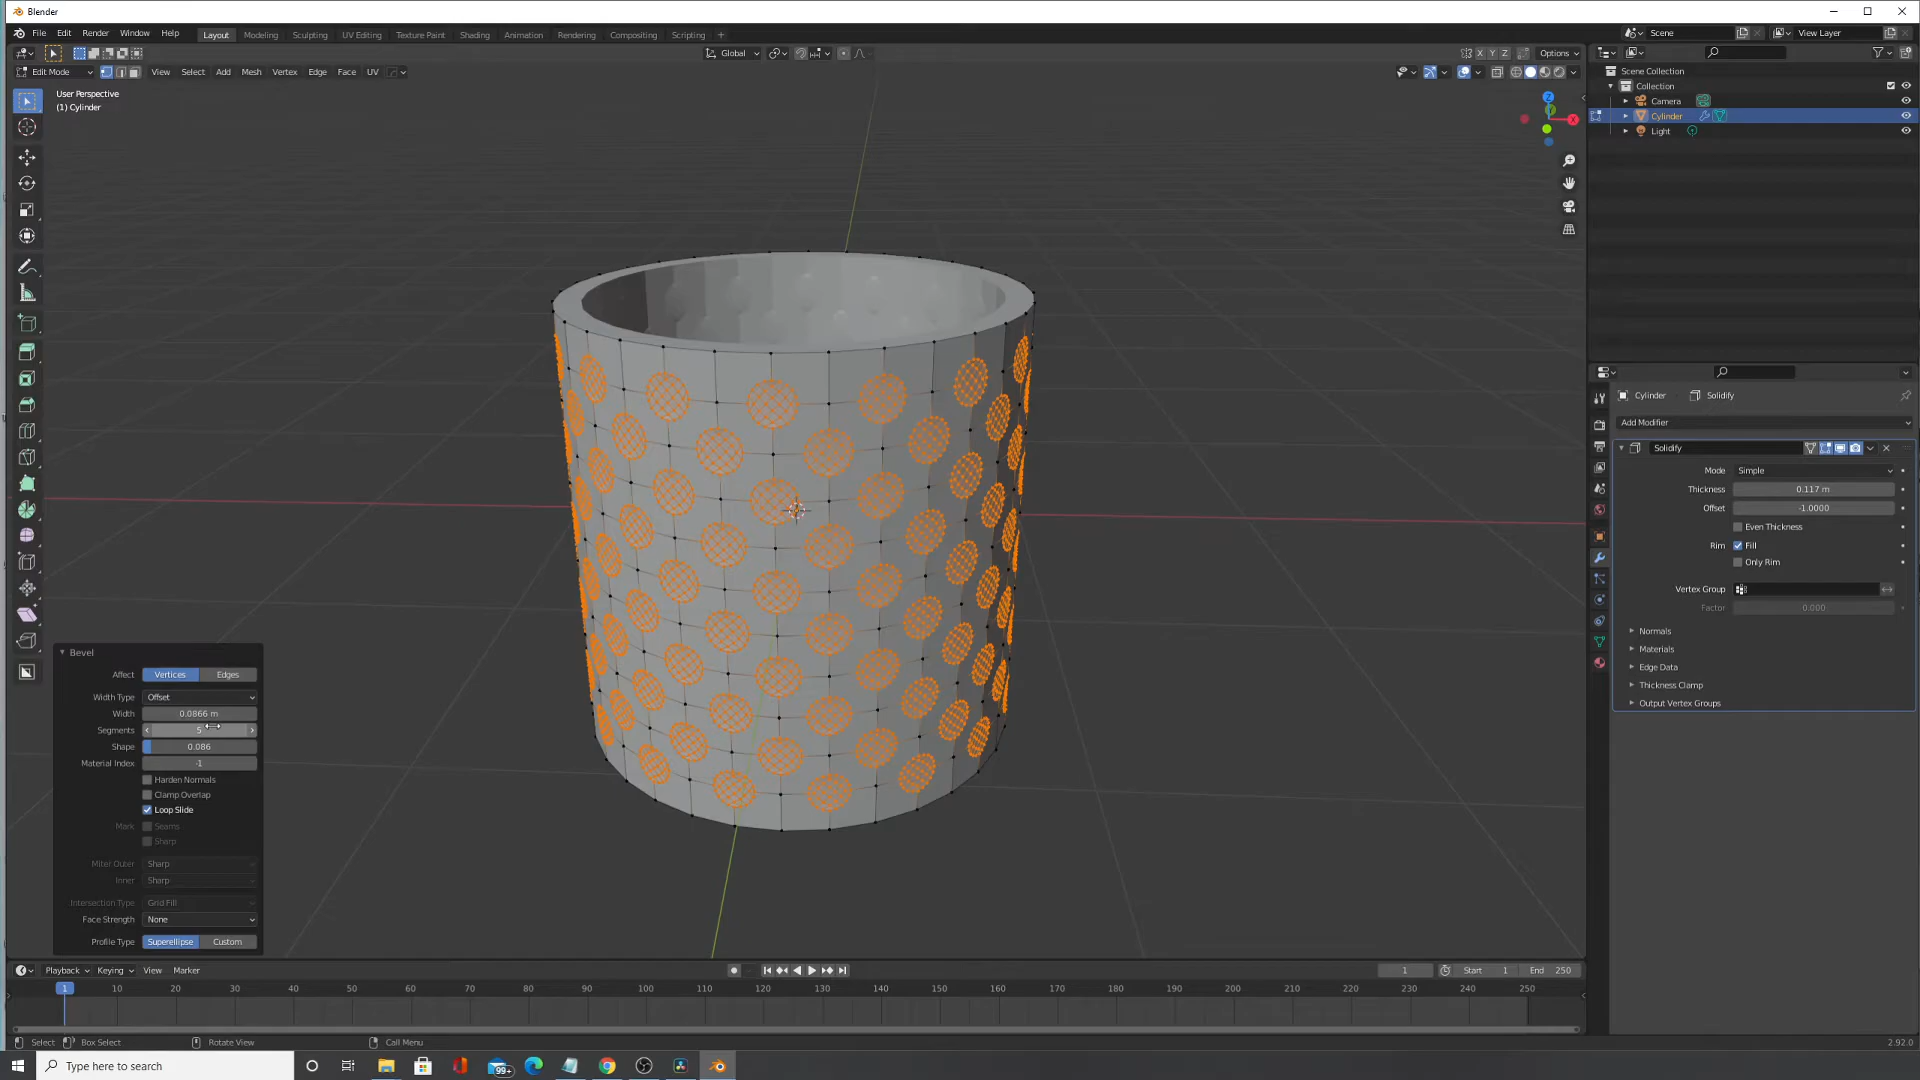 Blender
File Edit Render Window Help Layout Modeling Sculpting UV Editing Texture Paint Shading Animation Rendering Compositing Scripting + Scene View Layer
Global X Y Z Options
Edit Mode View Select Add Mesh Vertex Edge Face UV
User Perspective
(1) Cylinder
Scene Collection
Collection
Camera
Cylinder
Light
Cylinder Solidify
Add Modifier
Solidify
Mode Simple
Thickness 0.117 m
Offset -1.0000
Even Thickness
Rim Fill
Only Rim
Vertex Group
Factor 0.000
Normals
Materials
Edge Data
Thickness Clamp
Output Vertex Groups
Bevel
Affect Vertices Edges
Width Type Offset
Width 0.0866 m
Segments 5
Shape 0.086
Material Index -1
Harden Normals
Clamp Overlap
Loop Slide
Mark Seams
Sharp
Miter Outer Sharp
Inner Sharp
Intersection Type Grid Fill
Face Strength None
Profile Type Superellipse Custom
Playback Keying View Marker 1 Start 1 End 250
1 10 20 30 40 50 60 70 80 90 100 110 120 130 140 150 160 170 180 190 200 210 220 230 240 250
Select Box Select Rotate View Call Menu 2.92.0
Type here to search 99+